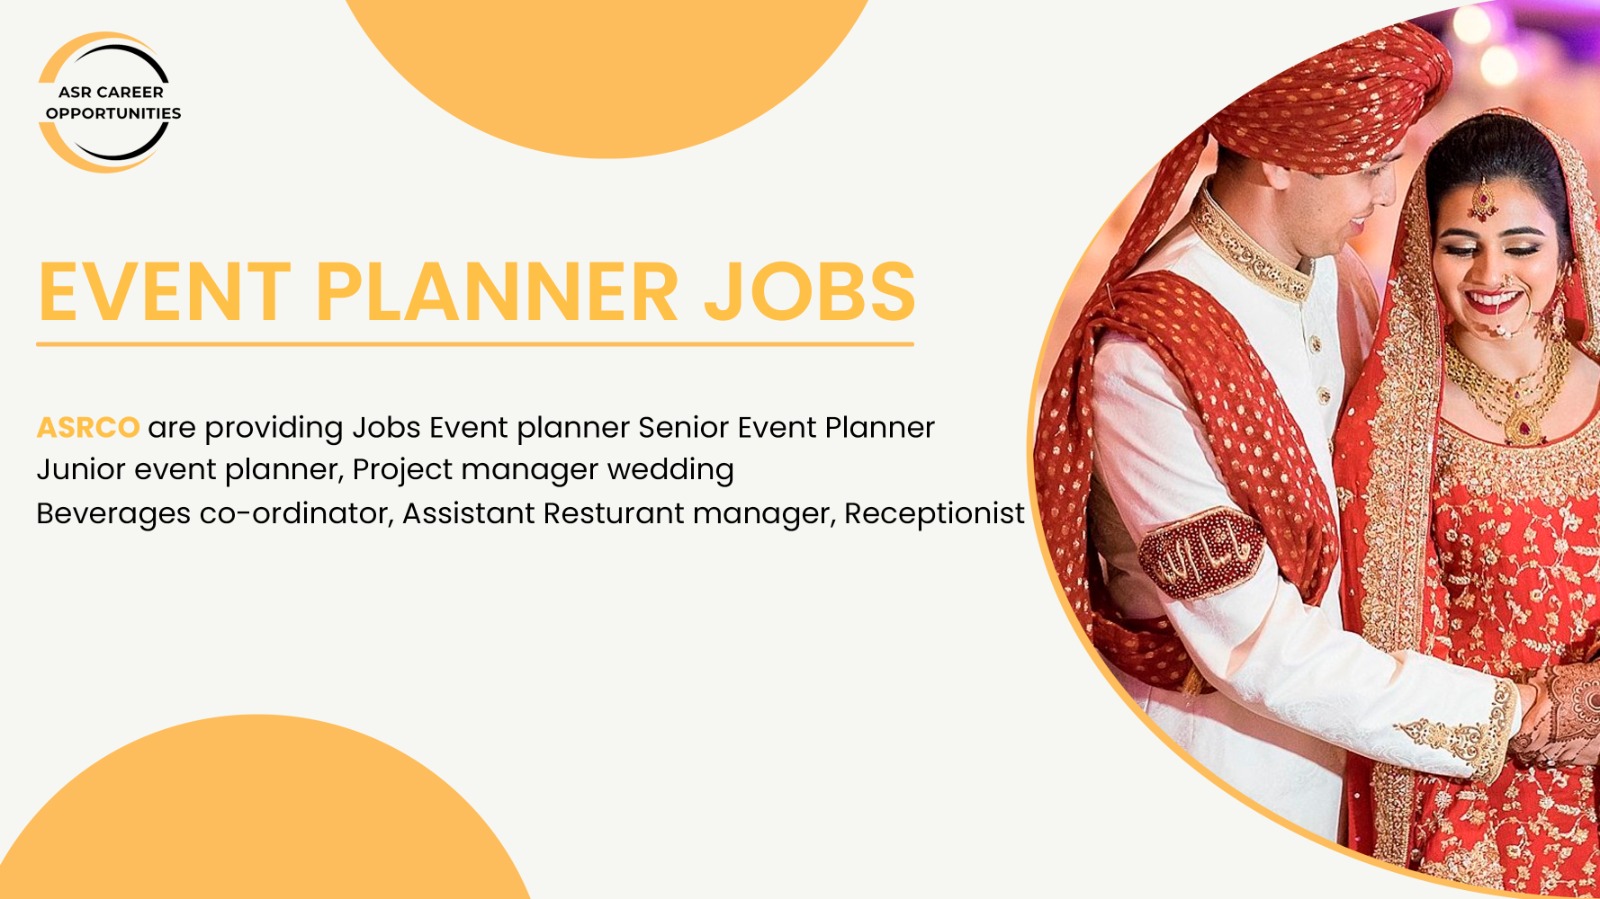 ASR CAREER
OPPORTUNITIES
EVENT PLANNER JOBS
ASRCO are providing Jobs Event planner Senior Event Planner
Junior event planner, Project manager wedding
Beverages co-ordinator, Assistant Resturant manager, Receptionist